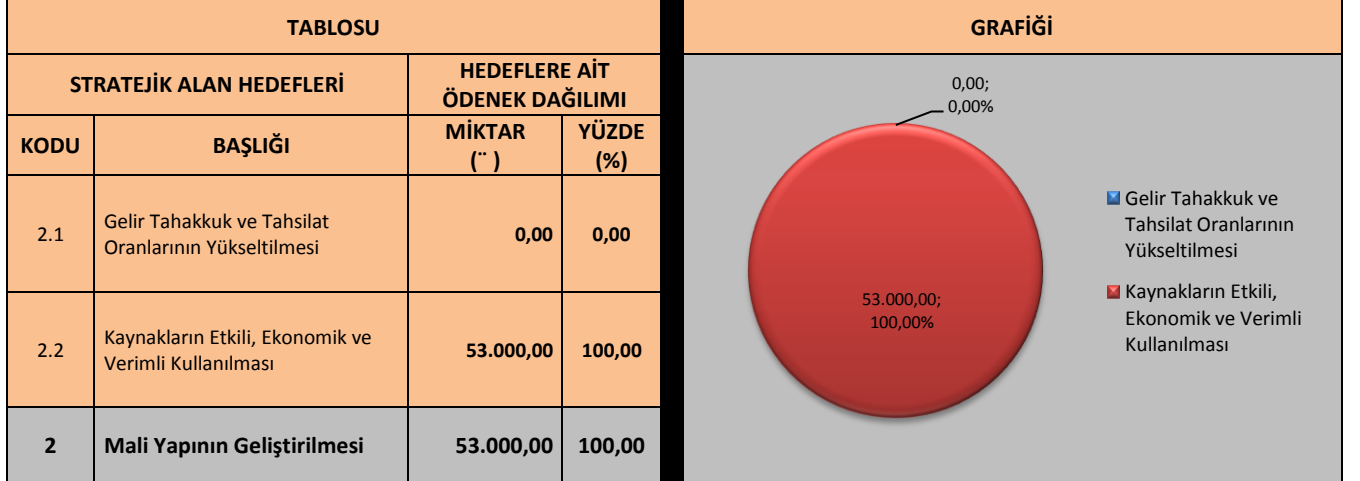 TABLOSU
STRATEJİK ALAN HEDEFLERİ
HEDEFLERE AİT
ÖDENEK DAĞILIMI
KODU
BAŞLIĞI
MİKTAR
(¨ )
YÜZDE
(%)
2.1
Gelir Tahakkuk ve Tahsilat
Oranlarının Yükseltilmesi
0,00
0,00
2.2
Kaynakların Etkili, Ekonomik ve
Verimli Kullanılması
53.000,00
100,00
2
Mali Yapının Geliştirilmesi
53.000,00
100,00
GRAFİĞİ
0,00;
0,00%
53.000,00;
100,00%
Gelir Tahakkuk ve
Tahsilat Oranlarının
Yükseltilmesi
Kaynakların Etkili,
Ekonomik ve Verimli
Kullanılması